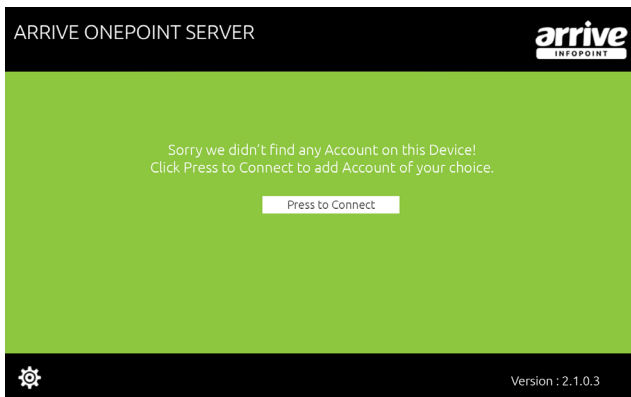 ARRIVE ONEPOINT SERVER
arrive
INFOPOINT
Sorry we didn't find any Account on this Device!
Click Press to Connect to add Account of your choice.
Press to Connect
Version : 2.1.0.3